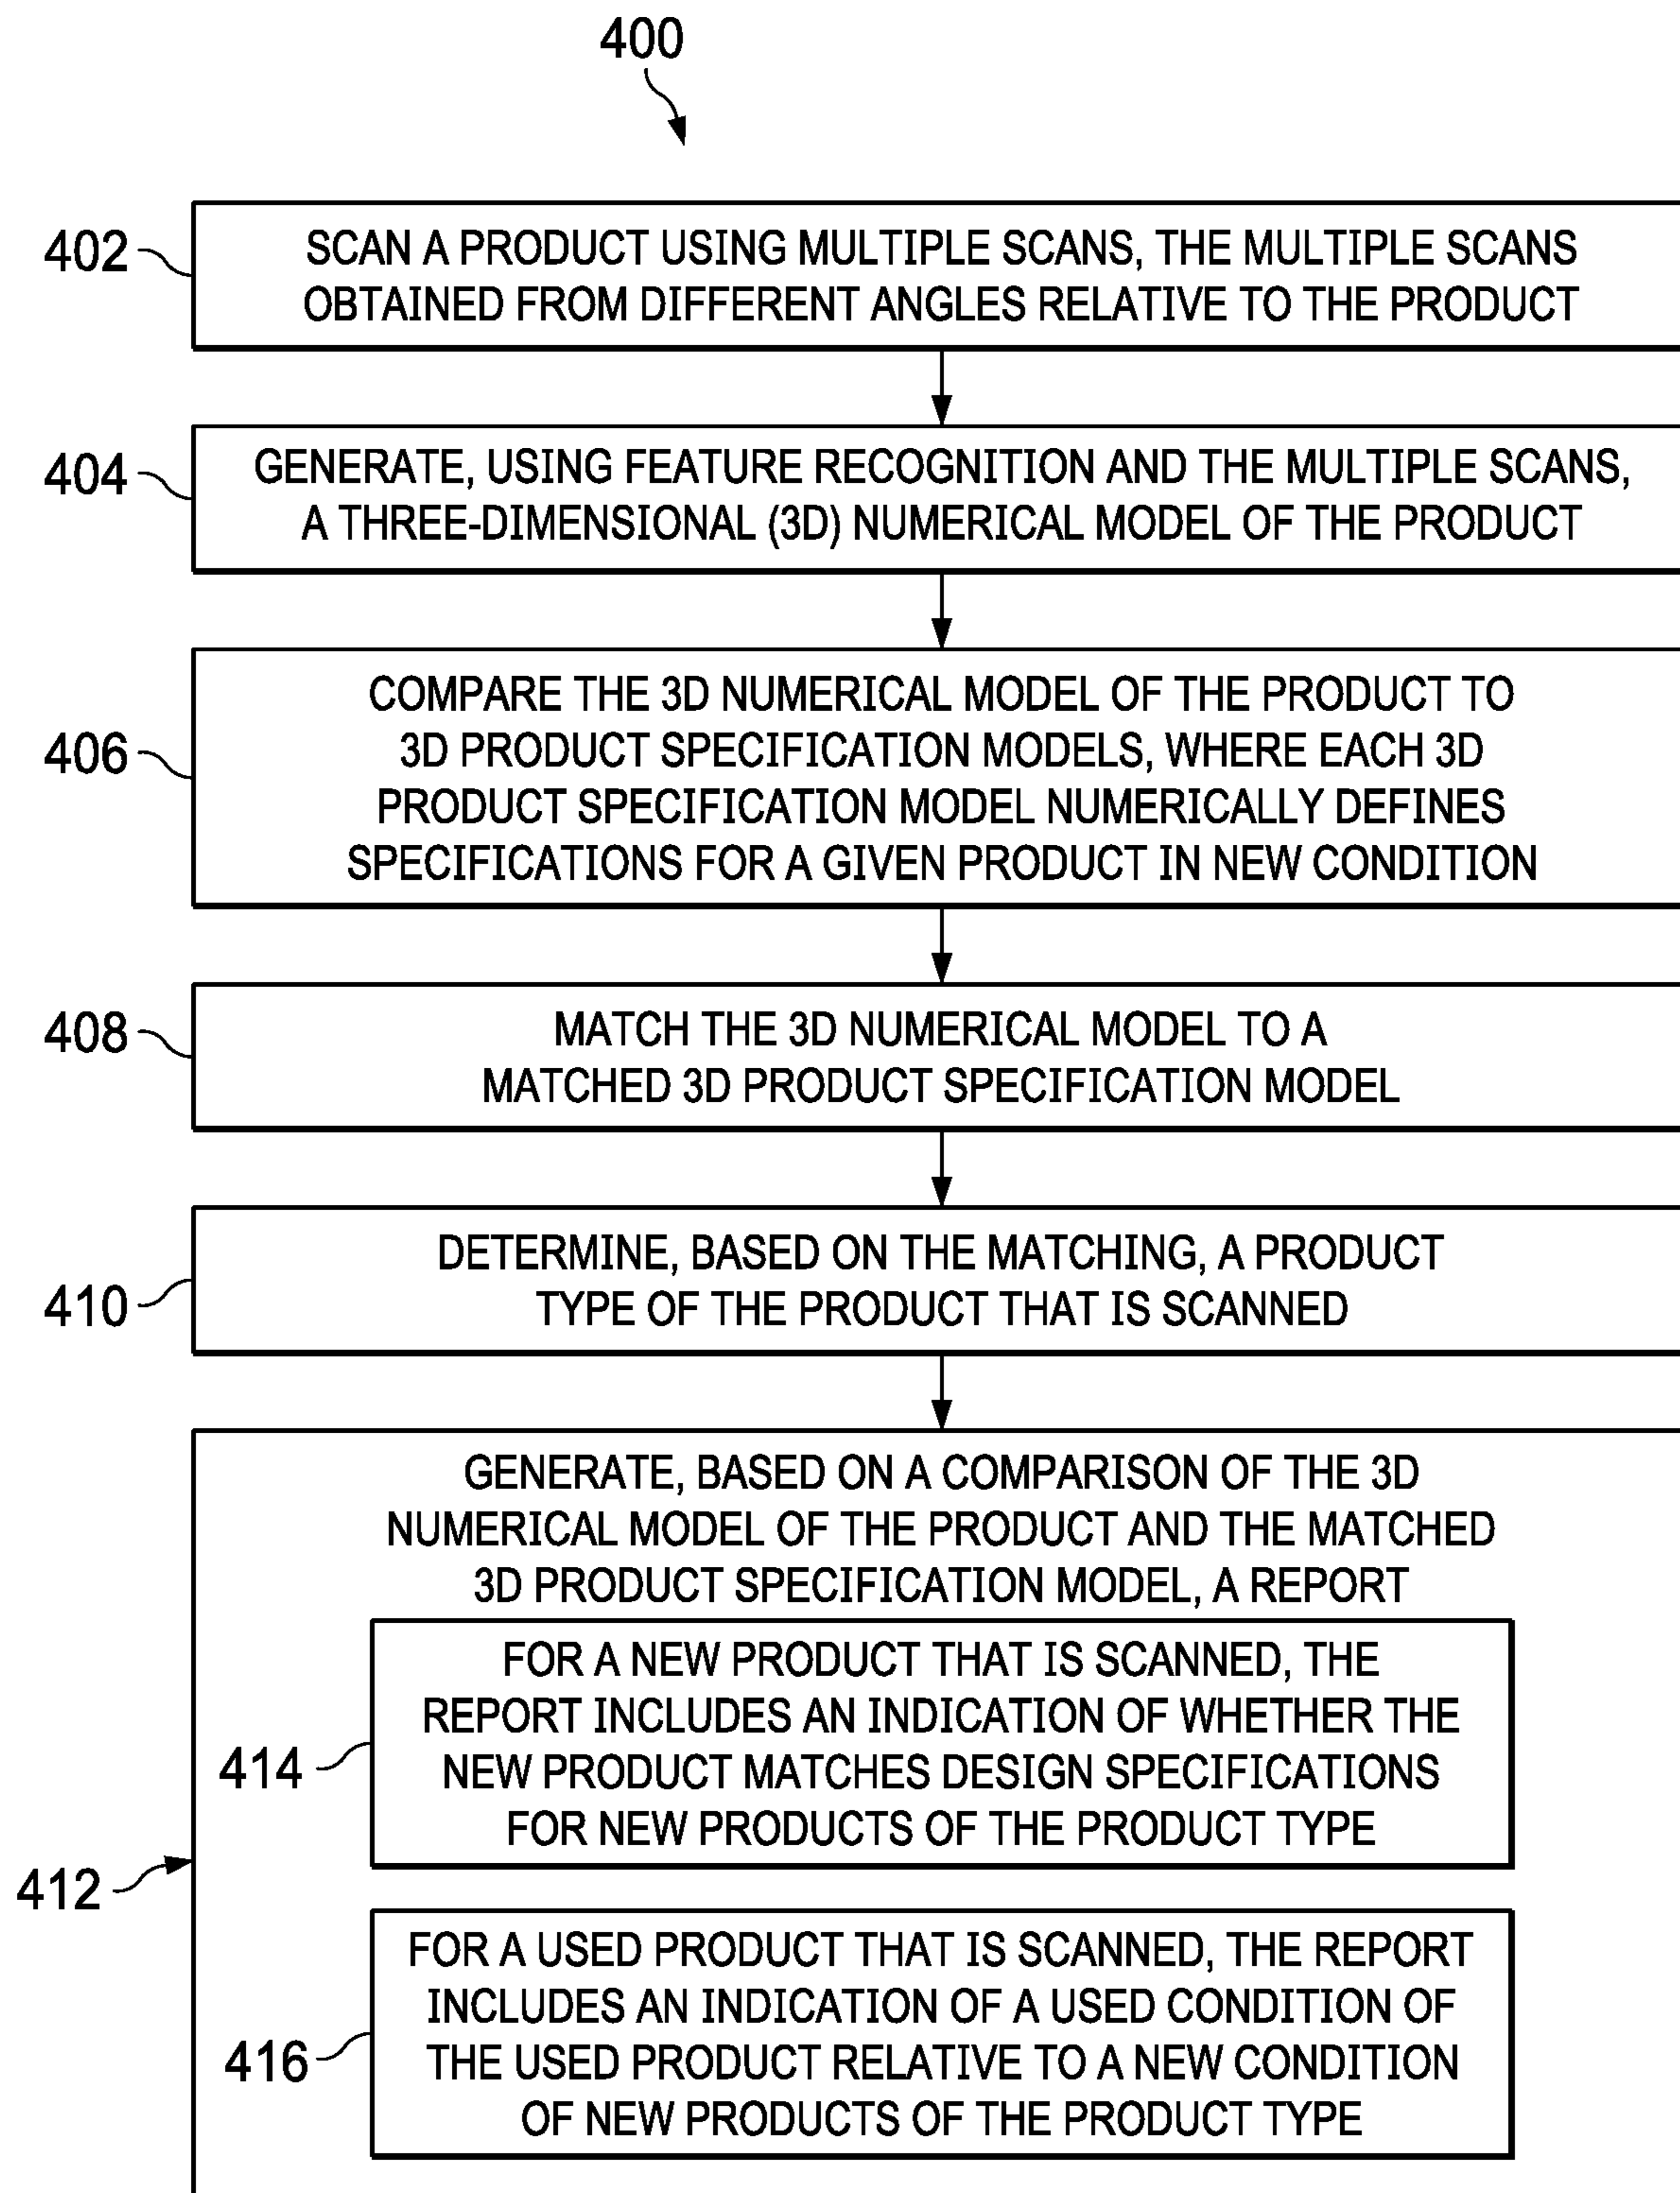 400
402
SCAN A PRODUCT USING MULTIPLE SCANS, THE MULTIPLE SCANS
OBTAINED FROM DIFFERENT ANGLES RELATIVE TO THE PRODUCT
404
GENERATE, USING FEATURE RECOGNITION AND THE MULTIPLE SCANS,
A THREE-DIMENSIONAL (3D) NUMERICAL MODEL OF THE PRODUCT
406
COMPARE THE 3D NUMERICAL MODEL OF THE PRODUCT TO
3D PRODUCT SPECIFICATION MODELS, WHERE EACH 3D
PRODUCT SPECIFICATION MODEL NUMERICALLY DEFINES
SPECIFICATIONS FOR A GIVEN PRODUCT IN NEW CONDITION
408
MATCH THE 3D NUMERICAL MODEL TO A
MATCHED 3D PRODUCT SPECIFICATION MODEL
410
DETERMINE, BASED ON THE MATCHING, A PRODUCT
TYPE OF THE PRODUCT THAT IS SCANNED
412
GENERATE, BASED ON A COMPARISON OF THE 3D
NUMERICAL MODEL OF THE PRODUCT AND THE MATCHED
3D PRODUCT SPECIFICATION MODEL, A REPORT
414
FOR A NEW PRODUCT THAT IS SCANNED, THE
REPORT INCLUDES AN INDICATION OF WHETHER THE
NEW PRODUCT MATCHES DESIGN SPECIFICATIONS
FOR NEW PRODUCTS OF THE PRODUCT TYPE
416
FOR A USED PRODUCT THAT IS SCANNED, THE REPORT
INCLUDES AN INDICATION OF A USED CONDITION OF
THE USED PRODUCT RELATIVE TO A NEW CONDITION
OF NEW PRODUCTS OF THE PRODUCT TYPE